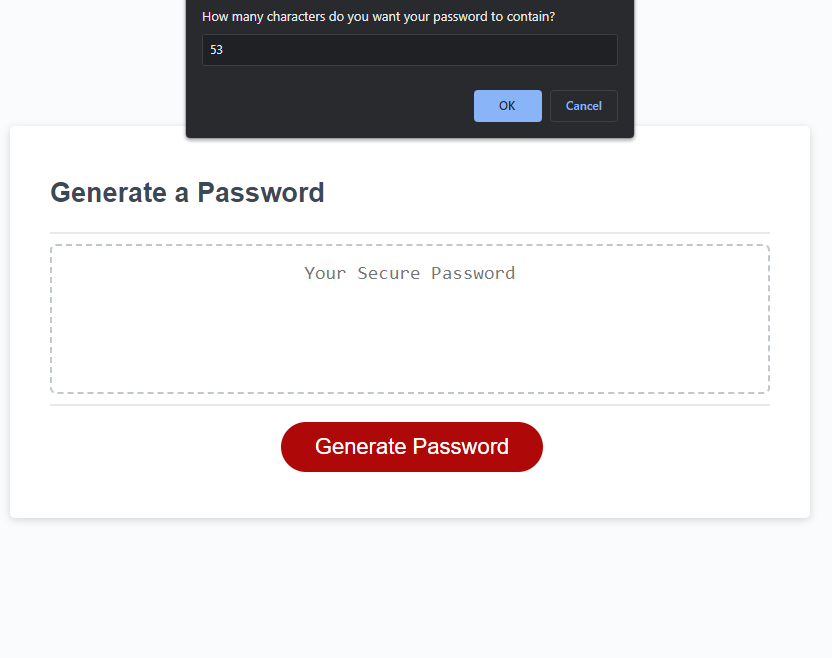 How many characters do you want your password to contain?
53
OK Cancel
Generate a Password
Your Secure Password
Generate Password